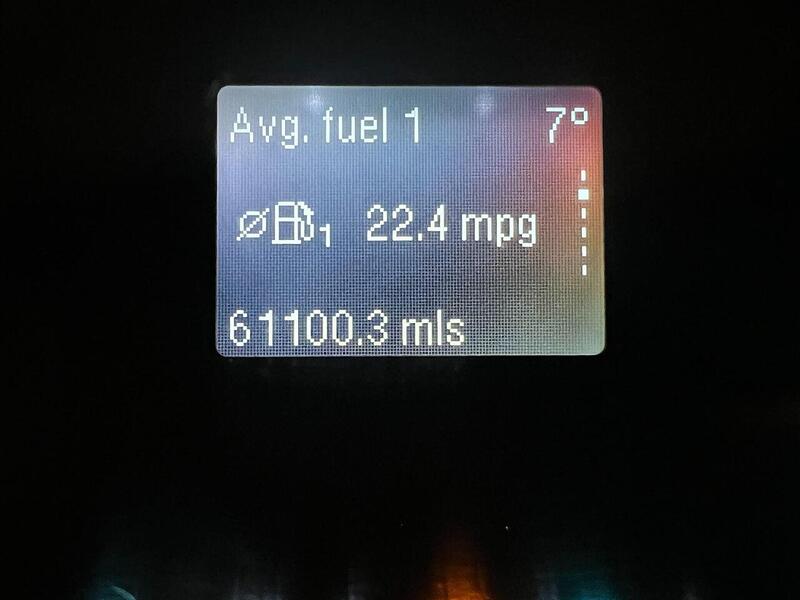 Avg. fuel 1 7°
1 22.4 mpg
61100.3 mls